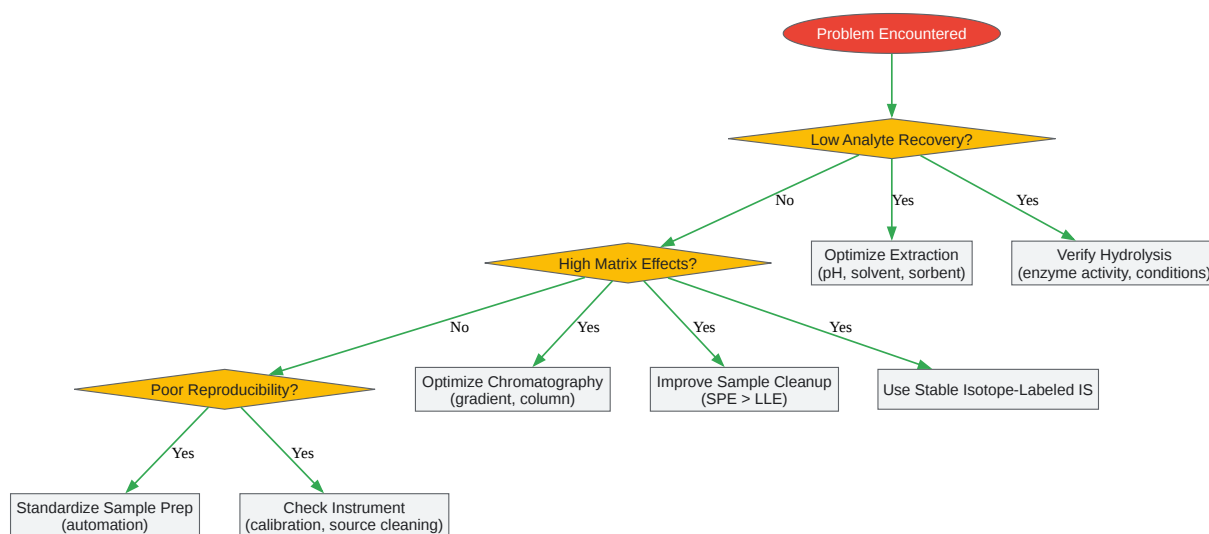 Problem Encountered
Low Analyte Recovery?
No
Yes
Yes
High Matrix Effects?
Optimize Extraction
(pH, solvent, sorbent)
Verify Hydrolysis
(enzyme activity, conditions)
No
Yes
Yes
Yes
Poor Reproducibility?
Optimize Chromatography
(gradient, column)
Improve Sample Cleanup
(SPE > LLE)
Use Stable Isotope-Labeled IS
Yes
Yes
Standardize Sample Prep
(automation)
Check Instrument
(calibration, source cleaning)